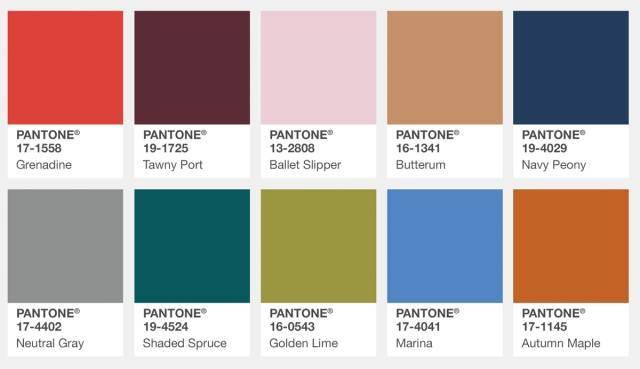 PANTONE®
17-1558
Grenadine
PANTONE®
19-1725
Tawny Port
PANTONE®
13-2808
Ballet Slipper
PANTONE®
16-1341
Butterum
PANTONE®
19-4029
Navy Peony
PANTONE®
17-4402
Neutral Gray
PANTONE®
19-4524
Shaded Spruce
PANTONE®
16-0543
Golden Lime
PANTONE®
17-4041
Marina
PANTONE®
17-1145
Autumn Maple